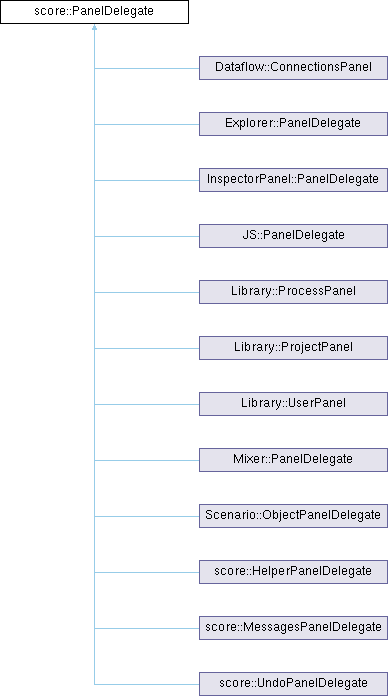 score::PanelDelegate
Dataflow::ConnectionsPanel
Explorer::PanelDelegate
InspectorPanel::PanelDelegate
JS::PanelDelegate
Library::ProcessPanel
Library::ProjectPanel
Library::UserPanel
Mixer::PanelDelegate
Scenario::ObjectPanelDelegate
score::HelperPanelDelegate
score::MessagesPanelDelegate
score::UndoPanelDelegate